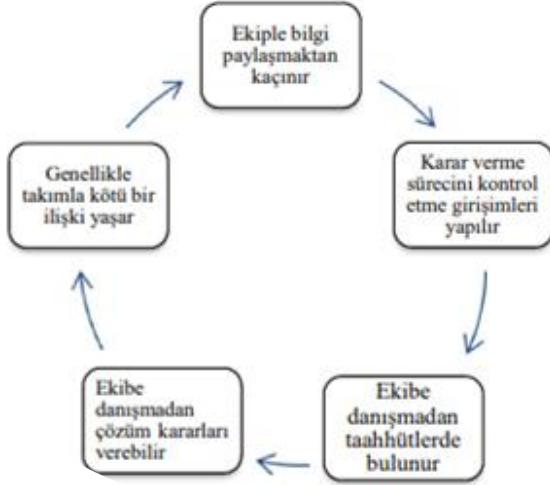 Ekiple bilgi
paylaşmaktan
kaçınır
Karar verme
sürecini kontrol
etme girişimleri
yapılır
Ekibe
danışmadan
taahhütlerde
bulunur
Ekibe
danışmadan
çözüm kararları
verebilir
Genellikle
takımla kötü bir
ilişki yaşar